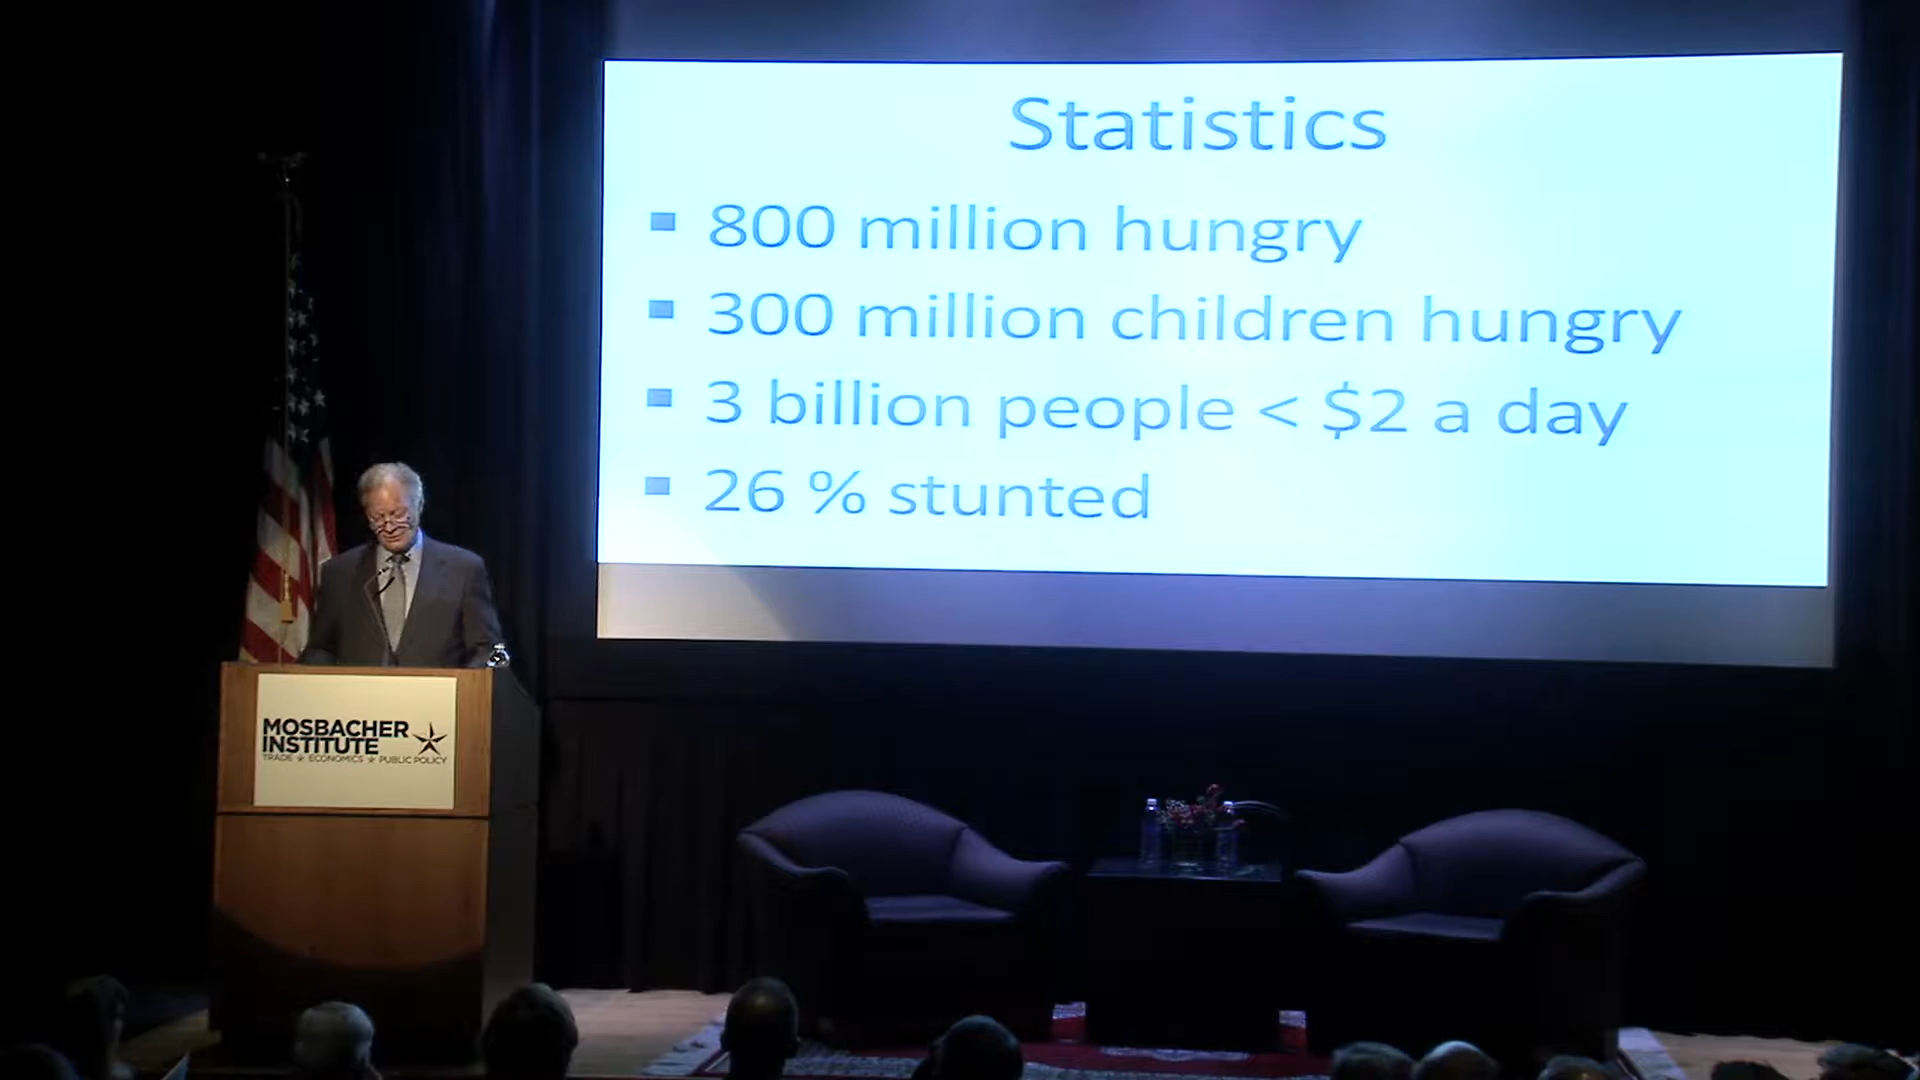 Statistics
800 million hungry
300 million children hungry
3 billion people < $2 a day
26 % stunted
MOSBACHER
INSTITUTE
TRADE ★ ECONOMICS ★ PUBLIC POLICY